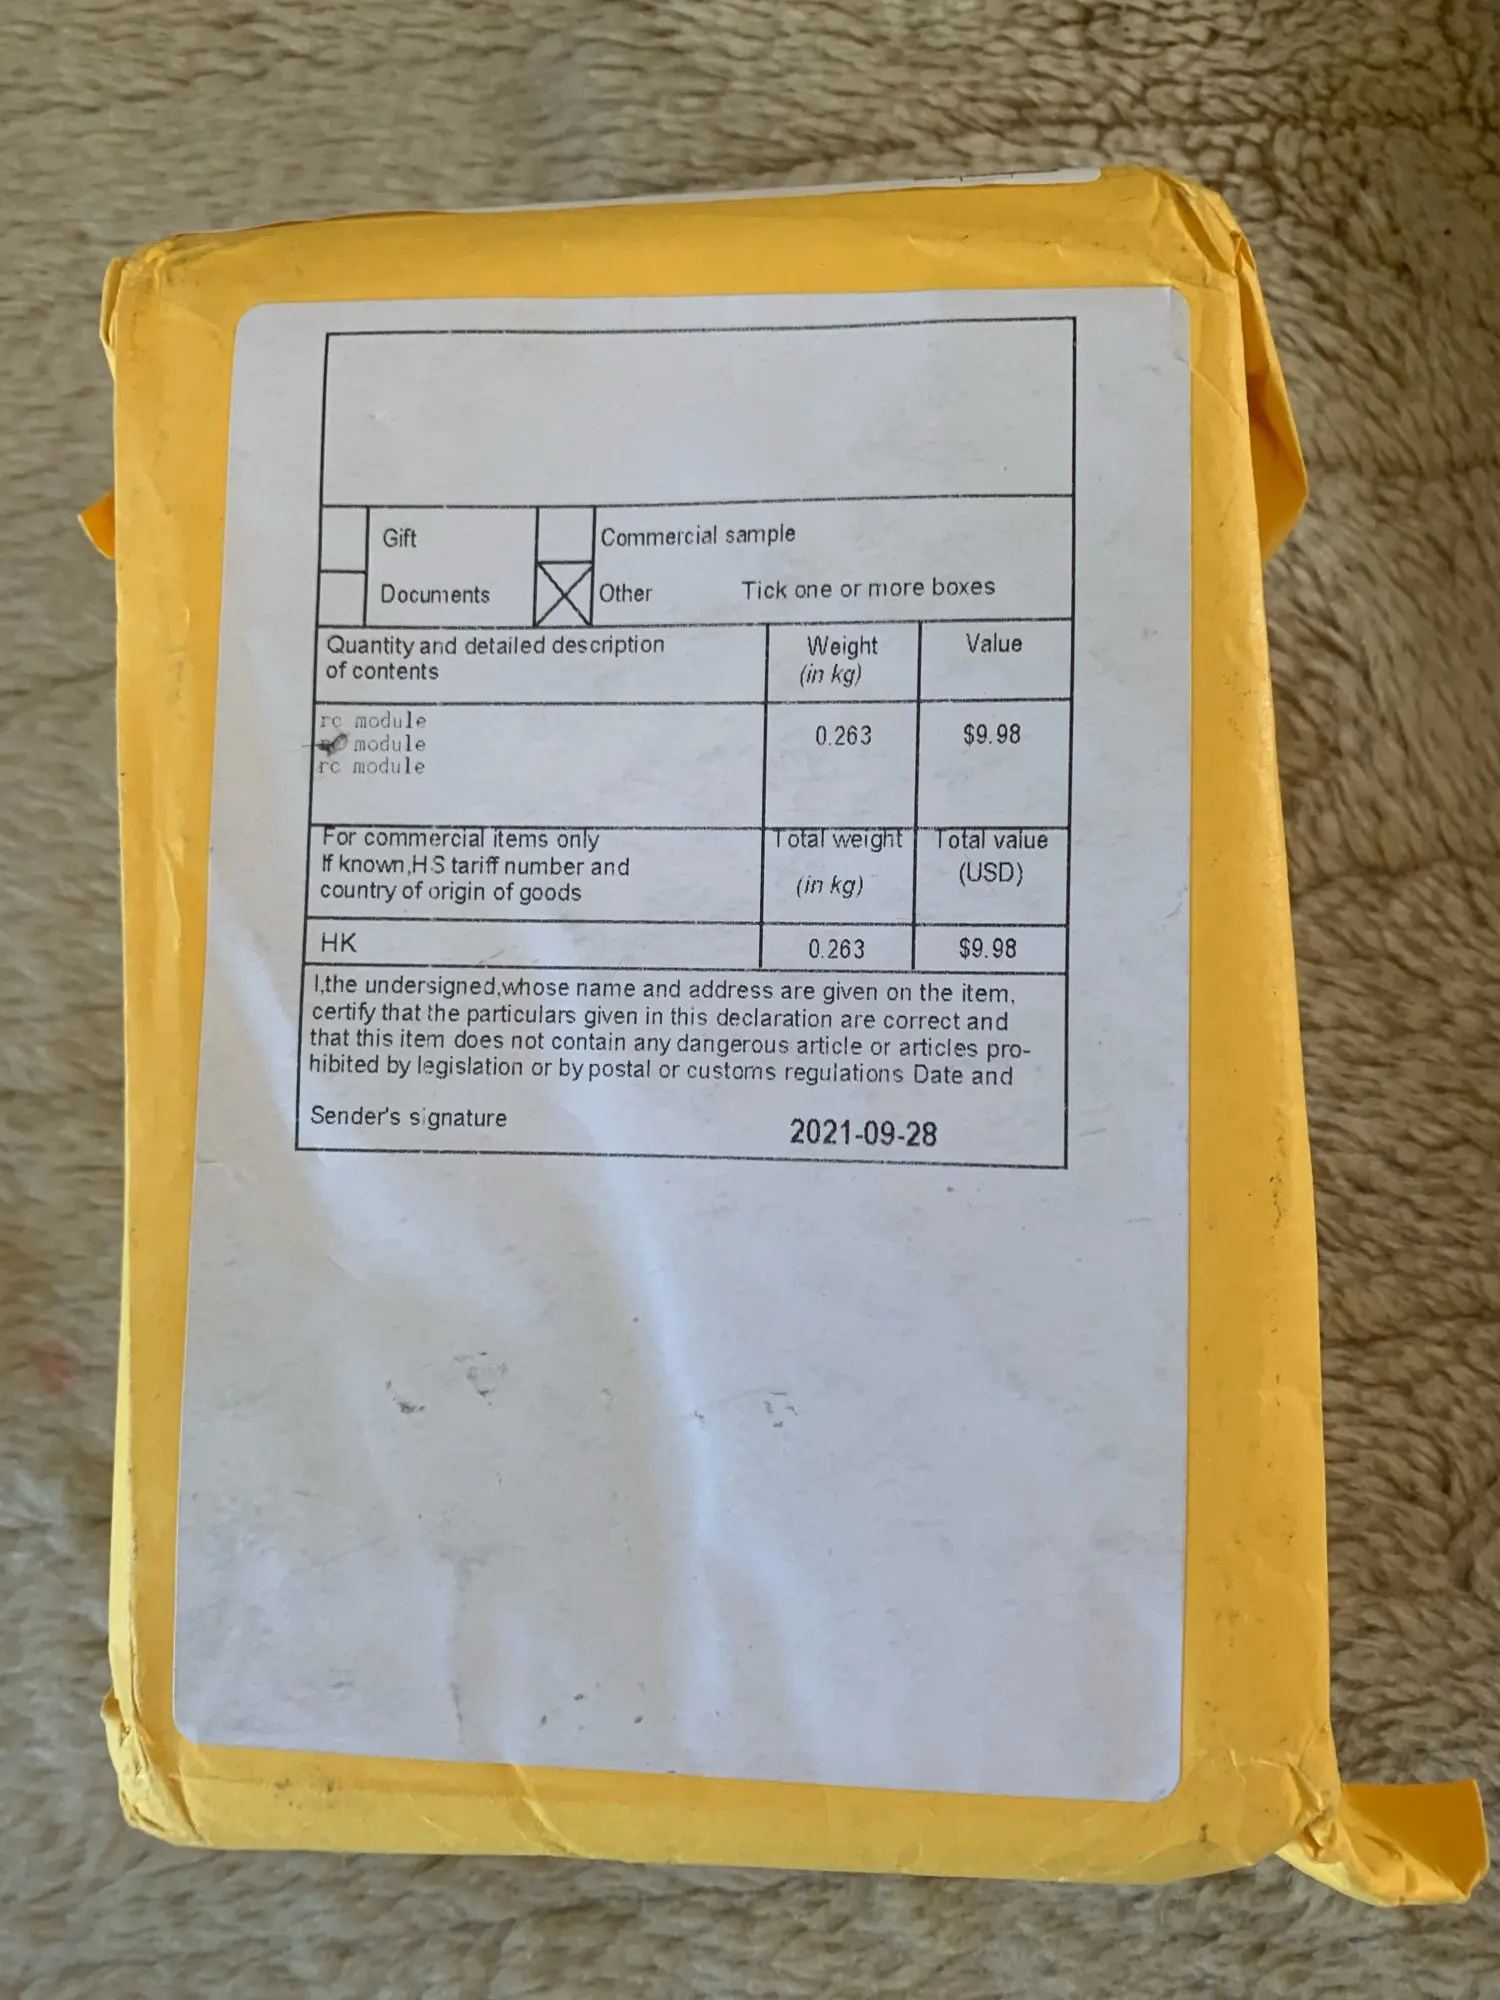 Gift
Commercial sample
Documents
Other
Tick one or more boxes
Quantity and detailed description
of contents
Weight
(in kg)
Value
rc module
module
rc module
0.263
$9.98
For commercial items only
If known,HS tariff number and
country of origin of goods
Total weight
(in kg)
Total value
(USD)
HK
0.263
$9.98
I,the undersigned,whose name and address are given on the item,
certify that the particulars given in this declaration are correct and
that this item does not contain any dangerous article or articles pro-
hibited by legislation or by postal or customs regulations Date and
Sender's signature
2021-09-28